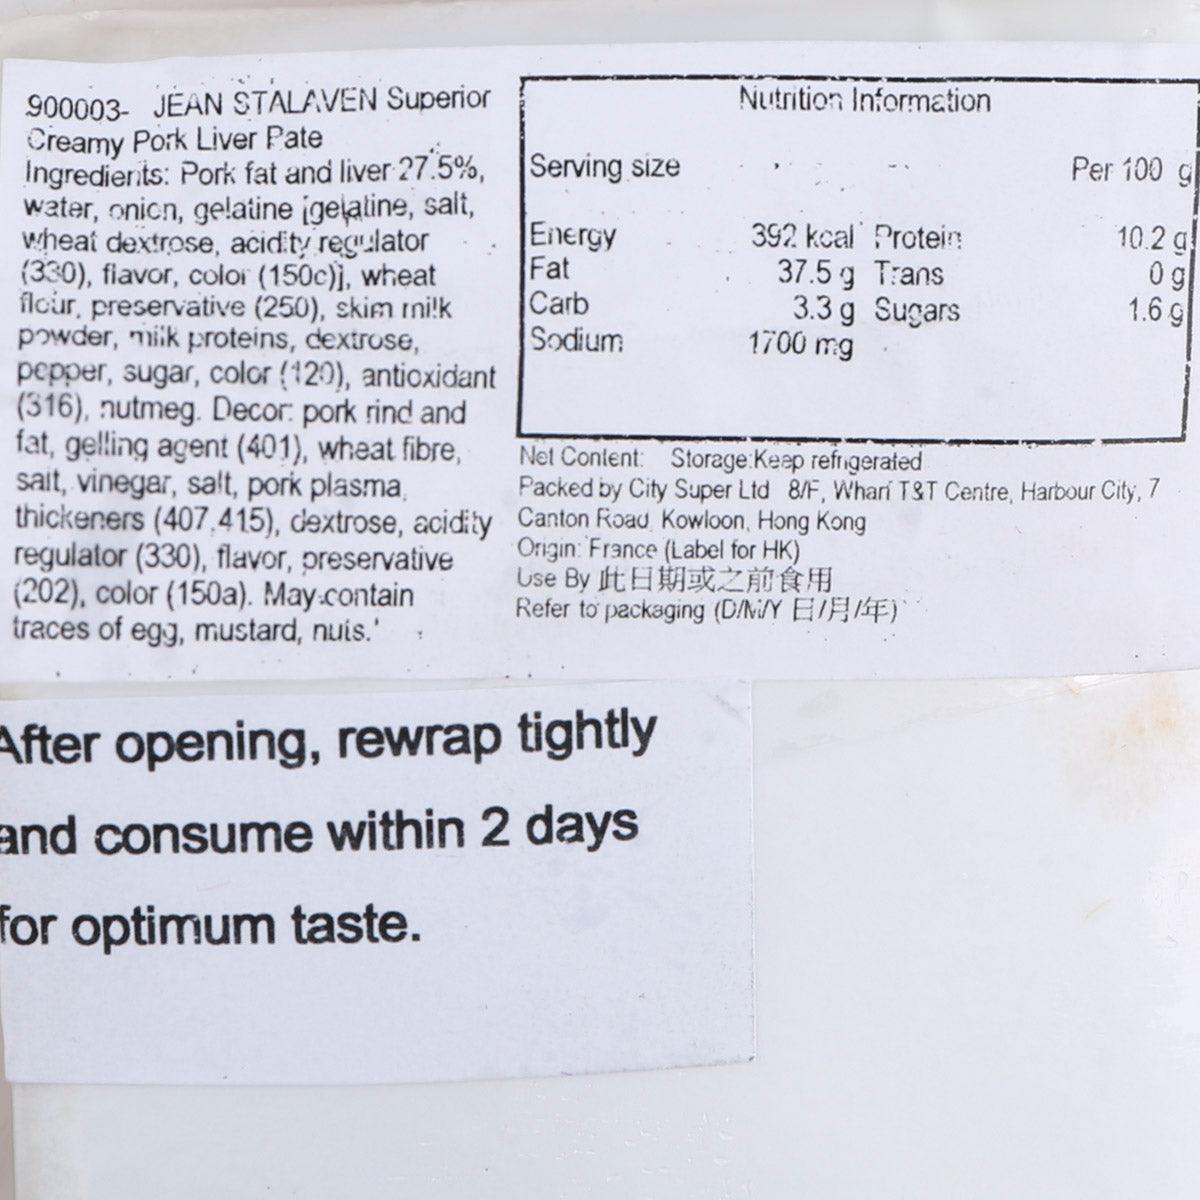 900003- JEAN STALAVEN Superior
Creamy Pork Liver Pate
Ingredients: Pork fat and liver 27.5%,
water, onion, gelatine [gelatine, salt,
wheat dextrose, acidity regulator
(330), flavor, color (150c)], wheat
flour, preservative (250), skim milk
powder, milk proteins, dextrose,
pepper, sugar, color (120), antioxidant
(316), nutmeg. Decor: pork rind and
fat, gelling agent (401), wheat fibre,
salt, vinegar, salt, pork plasma,
thickeners (407,415), dextrose, acidity
regulator (330), flavor, preservative
(202), color (150a). May contain
traces of egg, mustard, nuts.'
Nutrition Information
Serving size Per 100 g
Energy 392 kcal Protein 10.2 g
Fat 37.5 g Trans 0 g
Carb 3.3 g Sugars 1.6 g
Sodium 1700 mg
Net Content: Storage:Keep refrigerated
Packed by City Super Ltd 8/F, Wharf T&T Centre, Harbour City, 7
Canton Road, Kowloon, Hong Kong
Origin: France (Label for HK)
Use By 此日期或之前食用
Refer to packaging (D/M/Y 日/月/年)
After opening, rewrap tightly
and consume within 2 days
for optimum taste.